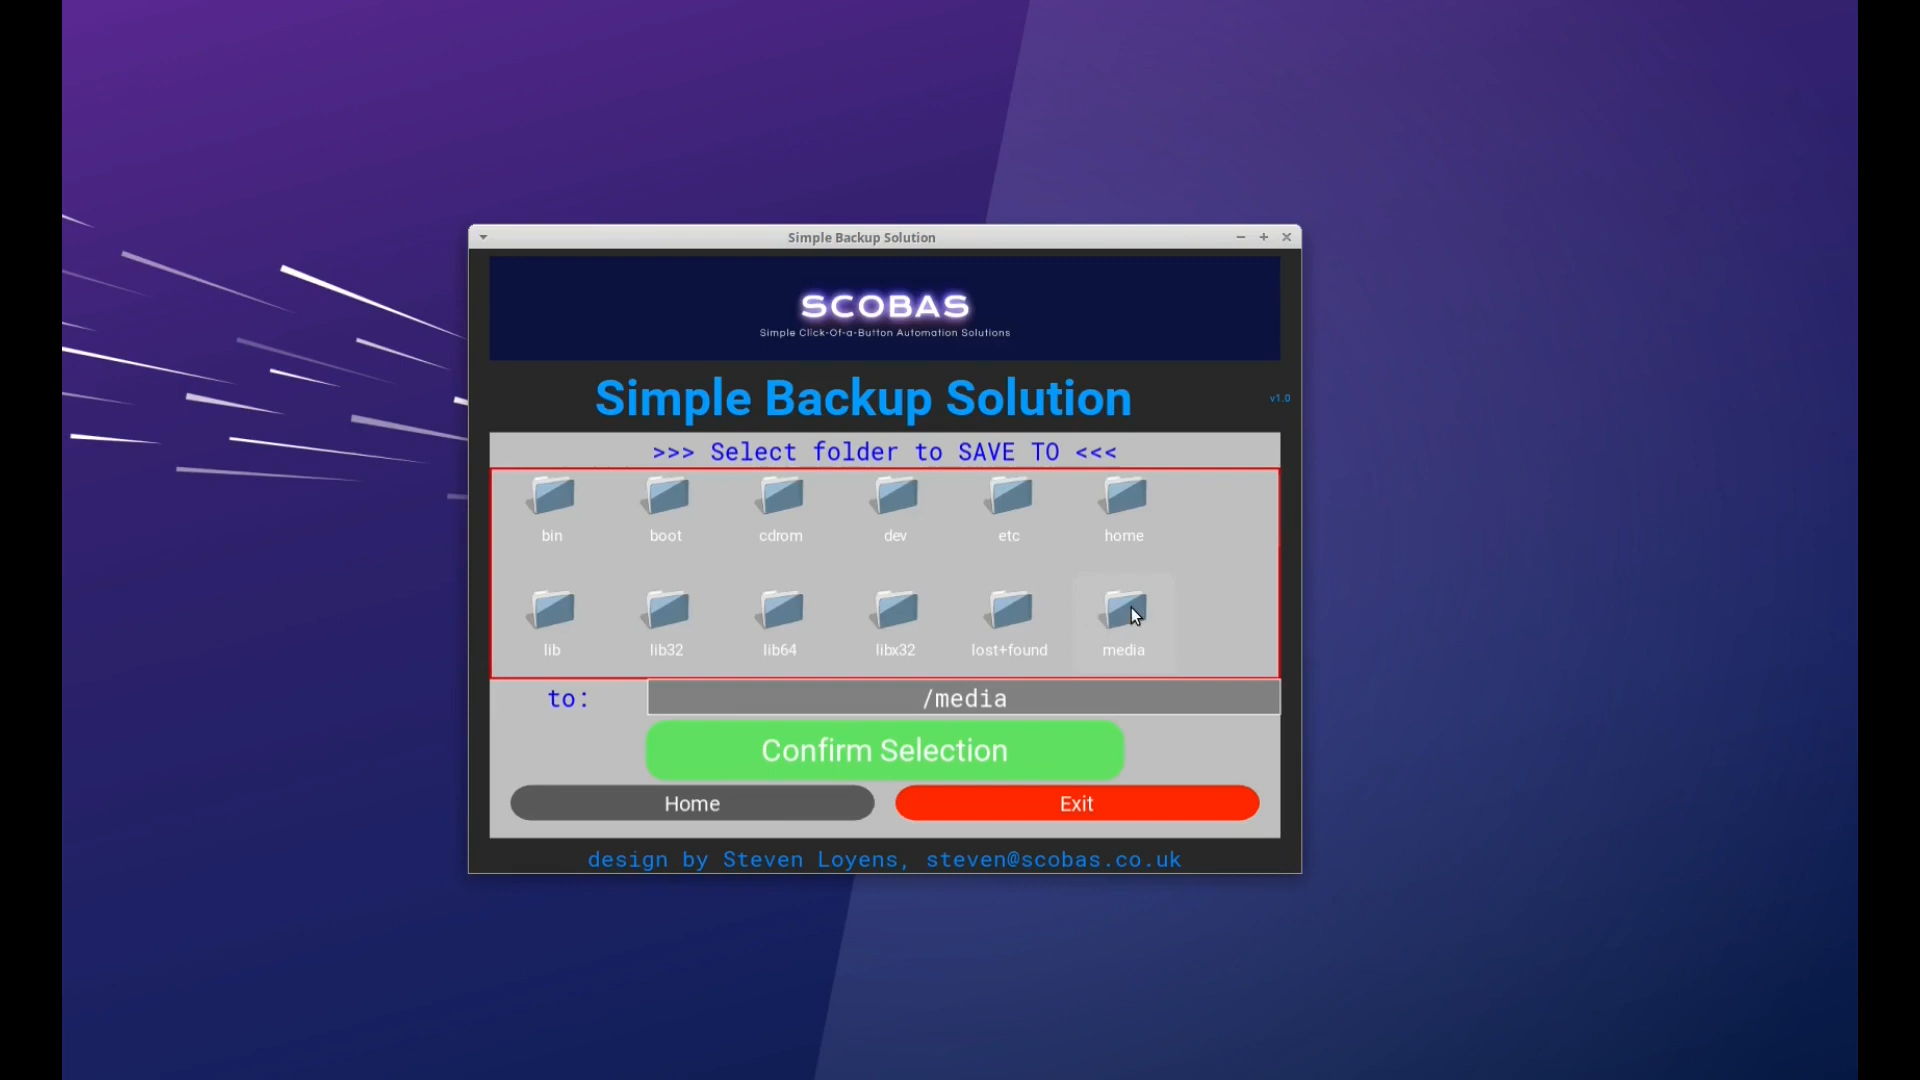 Simple Backup Solution
SCOBAS
Simple Click-Of-a-Button Automation Solutions
Simple Backup Solution
v1.0
>>> Select folder to SAVE TO <<<
bin boot cdrom dev etc home
lib lib32 lib64 libx32 lost+found media
to: /media
Confirm Selection
Home Exit
design by Steven Loyens, steven@scobas.co.uk